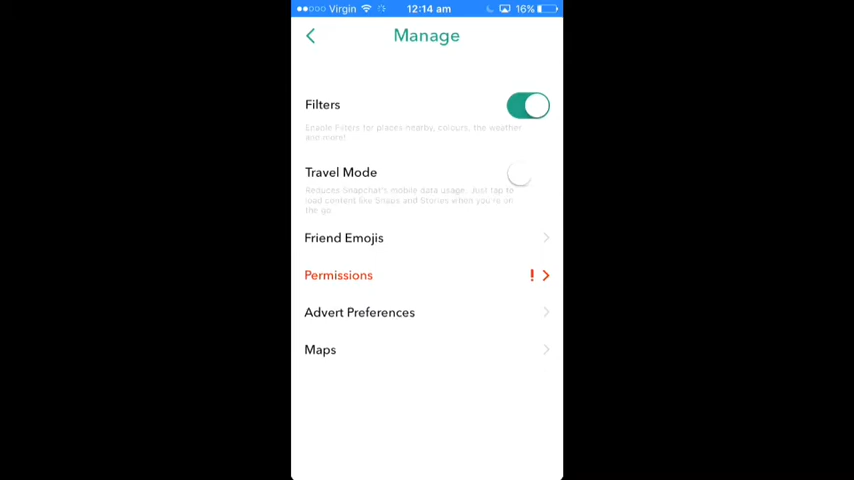 Virgin 12:14 am 16%
Manage
Filters
Enable Filters for places nearby, colours, the weather
and more!
Travel Mode
Reduces Snapchat's mobile data usage. Just tap to
load content like Snaps and Stories when you're on
the go.
Friend Emojis
Permissions !
Advert Preferences
Maps